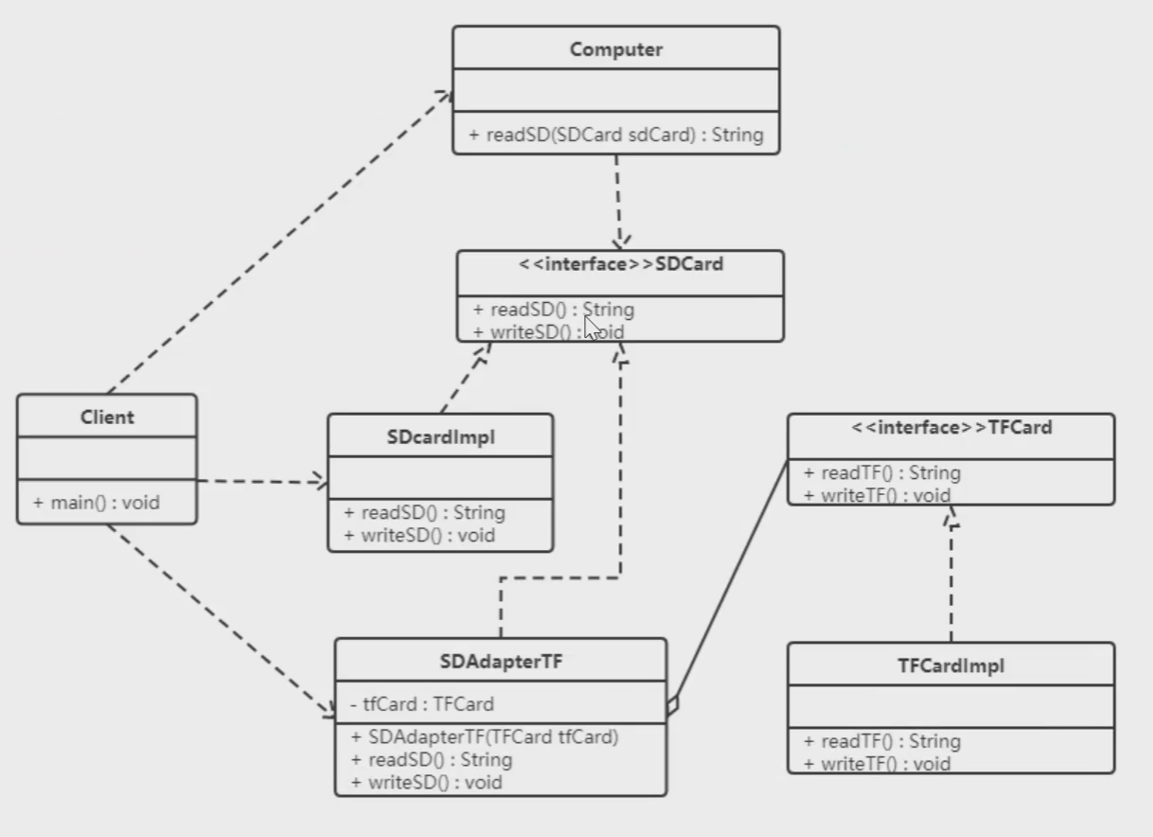 Computer
+ readSD(SDCard sdCard) : String
<<interface>>SDCard
+ readSD() : String
+ writeSD() : void
Client
+ main() : void
SDcardImpl
+ readSD() : String
+ writeSD() : void
<<interface>>TFCard
+ readTF() : String
+ writeTF() : void
SDAdapterTF
- tfCard : TFCard
+ SDAdapterTF(TFCard tfCard)
+ readSD() : String
+ writeSD() : void
TFCardImpl
+ readTF() : String
+ writeTF() : void